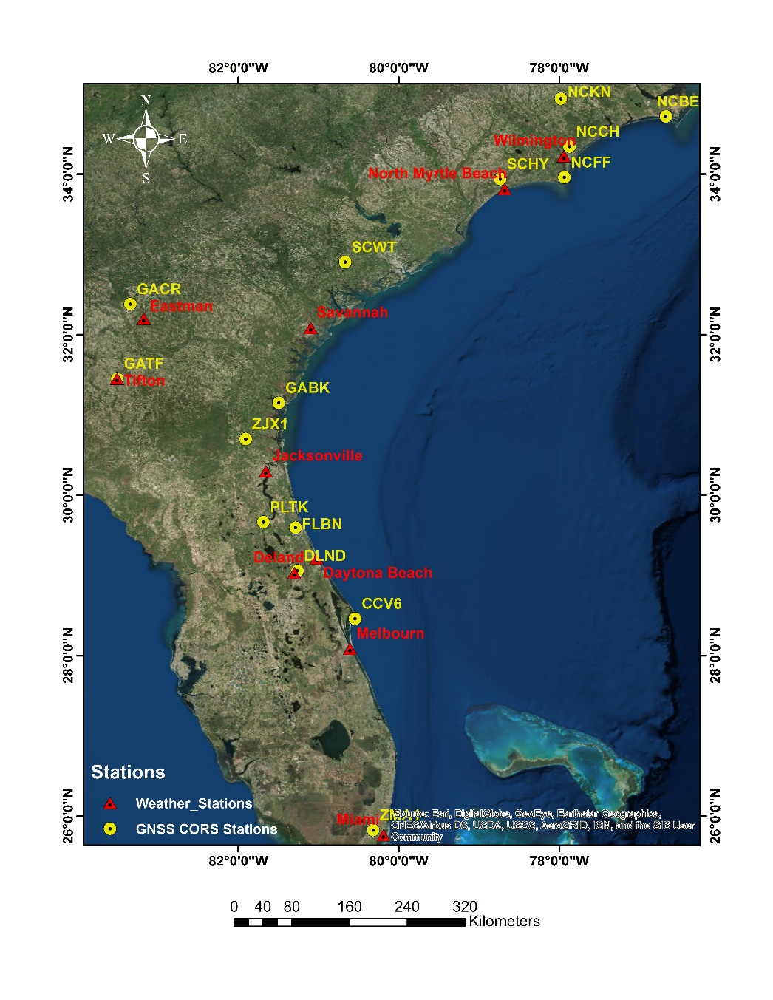 82°0'0"W 80°0'0"W 78°0'0"W
N
W E
S
NCKN
NCBE
NCCH
Wilmington
SCHY NCFF
North Myrtle Beach
34°0'0"N 34°0'0"N
SCWT
GACR
Eastman
Savannah
32°0'0"N 32°0'0"N
GATF
Tifton
GABK
ZJX1
Jacksonville
30°0'0"N 30°0'0"N
PLTK
FLBN
Deland DLND
Daytona Beach
CCV6
Melbourn
28°0'0"N 28°0'0"N
Stations
Weather_Stations
GNSS CORS Stations
26°0'0"N 26°0'0"N
Miami
Source: Esri, DigitalGlobe, GeoEye, Earthstar Geographics,
CNES/Airbus DS, USDA, USGS, AeroGRID, IGN, and the GIS User
Community
82°0'0"W 80°0'0"W 78°0'0"W
0 40 80 160 240 320
Kilometers